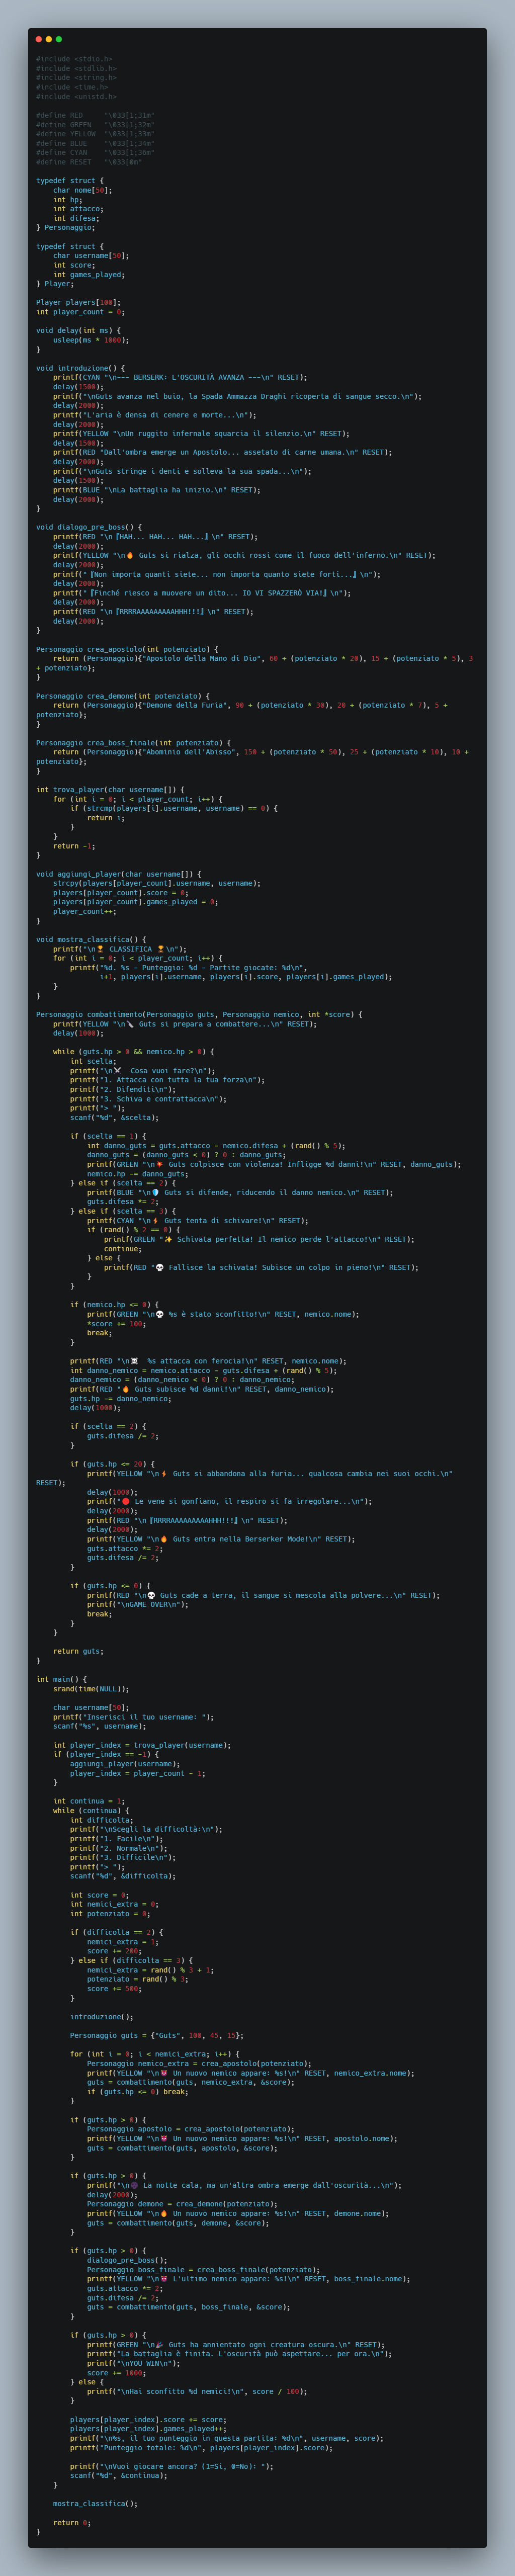 #include <stdio.h>
#include <stdlib.h>
#include <string.h>
#include <time.h>
#include <unistd.h>
#define RED     "\033[1;31m"
#define GREEN   "\033[1;32m"
#define YELLOW  "\033[1;33m"
#define BLUE    "\033[1;34m"
#define CYAN    "\033[1;36m"
#define RESET   "\033[0m"
typedef struct {
    char nome[50];
    int hp;
    int attacco;
    int difesa;
} Personaggio;
typedef struct {
    char username[50];
    int score;
    int games_played;
} Player;
Player players[100];
int player_count = 0;
void delay(int ms) {
    usleep(ms * 1000);
}
void introduzione() {
    printf(CYAN "\n--- BERSERK: L'OSCURITÀ AVANZA ---\n" RESET);
    delay(1500);
    printf("\nGuts avanza nel buio, la Spada Ammazza Draghi ricoperta di sangue secco.\n");
    delay(2000);
    printf("L'aria è densa di cenere e morte...\n");
    delay(2000);
    printf(YELLOW "\nUn ruggito infernale squarcia il silenzio.\n" RESET);
    delay(1500);
    printf(RED "Dall'ombra emerge un Apostolo... assetato di carne umana.\n" RESET);
    delay(2000);
    printf("\nGuts stringe i denti e solleva la sua spada...\n");
    delay(1500);
    printf(BLUE "\nLa battaglia ha inizio.\n" RESET);
    delay(2000);
}
void dialogo_pre_boss() {
    printf(RED "\n『HAH... HAH... HAH...』\n" RESET);
    delay(2000);
    printf(YELLOW "\n🔥 Guts si rialza, gli occhi rossi come il fuoco dell'inferno.\n" RESET);
    delay(2000);
    printf("『Non importa quanti siete... non importa quanto siete forti...』\n");
    delay(2000);
    printf("『Finché riesco a muovere un dito... IO VI SPAZZERÒ VIA!』\n");
    delay(2000);
    printf(RED "\n『RRRRAAAAAAAAAHHH!!!』\n" RESET);
    delay(2000);
}
Personaggio crea_apostolo(int potenziato) {
    return (Personaggio){"Apostolo della Mano di Dio", 60 + (potenziato * 20), 15 + (potenziato * 5), 3
+ potenziato};
}
Personaggio crea_demone(int potenziato) {
    return (Personaggio){"Demone della Furia", 90 + (potenziato * 30), 20 + (potenziato * 7), 5 +
potenziato};
}
Personaggio crea_boss_finale(int potenziato) {
    return (Personaggio){"Abominio dell'Abisso", 150 + (potenziato * 50), 25 + (potenziato * 10), 10 +
potenziato};
}
int trova_player(char username[]) {
    for (int i = 0; i < player_count; i++) {
        if (strcmp(players[i].username, username) == 0) {
            return i;
        }
    }
    return -1;
}
void aggiungi_player(char username[]) {
    strcpy(players[player_count].username, username);
    players[player_count].score = 0;
    players[player_count].games_played = 0;
    player_count++;
}
void mostra_classifica() {
    printf("\n🏆 CLASSIFICA 🏆\n");
    for (int i = 0; i < player_count; i++) {
        printf("%d. %s - Punteggio: %d - Partite giocate: %d\n",
               i+1, players[i].username, players[i].score, players[i].games_played);
    }
}
Personaggio combattimento(Personaggio guts, Personaggio nemico, int *score) {
    printf(YELLOW "\n🔪 Guts si prepara a combattere...\n" RESET);
    delay(1000);
    while (guts.hp > 0 && nemico.hp > 0) {
        int scelta;
        printf("\n⚔️  Cosa vuoi fare?\n");
        printf("1. Attacca con tutta la tua forza\n");
        printf("2. Difenditi\n");
        printf("3. Schiva e contrattacca\n");
        printf("> ");
        scanf("%d", &scelta);
        if (scelta == 1) {
            int danno_guts = guts.attacco - nemico.difesa + (rand() % 5);
            danno_guts = (danno_guts < 0) ? 0 : danno_guts;
            printf(GREEN "\n💥 Guts colpisce con violenza! Infligge %d danni!\n" RESET, danno_guts);
            nemico.hp -= danno_guts;
        } else if (scelta == 2) {
            printf(BLUE "\n🛡️ Guts si difende, riducendo il danno nemico.\n" RESET);
            guts.difesa *= 2;
        } else if (scelta == 3) {
            printf(CYAN "\n⚡ Guts tenta di schivare!\n" RESET);
            if (rand() % 2 == 0) {
                printf(GREEN "✨ Schivata perfetta! Il nemico perde l'attacco!\n" RESET);
                continue;
            } else {
                printf(RED "💀 Fallisce la schivata! Subisce un colpo in pieno!\n" RESET);
            }
        }
        if (nemico.hp <= 0) {
            printf(GREEN "\n💀 %s è stato sconfitto!\n" RESET, nemico.nome);
            *score += 100;
            break;
        }
        printf(RED "\n☠️  %s attacca con ferocia!\n" RESET, nemico.nome);
        int danno_nemico = nemico.attacco - guts.difesa + (rand() % 5);
        danno_nemico = (danno_nemico < 0) ? 0 : danno_nemico;
        printf(RED "🔥 Guts subisce %d danni!\n" RESET, danno_nemico);
        guts.hp -= danno_nemico;
        delay(1000);
        if (scelta == 2) {
            guts.difesa /= 2;
        }
        if (guts.hp <= 20) {
            printf(YELLOW "\n⚡ Guts si abbandona alla furia... qualcosa cambia nei suoi occhi.\n"
RESET);
            delay(1000);
            printf("🔴 Le vene si gonfiano, il respiro si fa irregolare...\n");
            delay(2000);
            printf(RED "\n『RRRRAAAAAAAAAHHH!!!』\n" RESET);
            delay(2000);
            printf(YELLOW "\n🔥 Guts entra nella Berserker Mode!\n" RESET);
            guts.attacco *= 2;
            guts.difesa /= 2;
        }
        if (guts.hp <= 0) {
            printf(RED "\n💀 Guts cade a terra, il sangue si mescola alla polvere...\n" RESET);
            printf("\nGAME OVER\n");
            break;
        }
    }
    return guts;
}
int main() {
    srand(time(NULL));
    char username[50];
    printf("Inserisci il tuo username: ");
    scanf("%s", username);
    int player_index = trova_player(username);
    if (player_index == -1) {
        aggiungi_player(username);
        player_index = player_count - 1;
    }
    int continua = 1;
    while (continua) {
        int difficolta;
        printf("\nScegli la difficoltà:\n");
        printf("1. Facile\n");
        printf("2. Normale\n");
        printf("3. Difficile\n");
        printf("> ");
        scanf("%d", &difficolta);
        int score = 0;
        int nemici_extra = 0;
        int potenziato = 0;
        if (difficolta == 2) {
            nemici_extra = 1;
            score += 200;
        } else if (difficolta == 3) {
            nemici_extra = rand() % 3 + 1;
            potenziato = rand() % 3;
            score += 500;
        }
        introduzione();
        Personaggio guts = {"Guts", 100, 45, 15};
        for (int i = 0; i < nemici_extra; i++) {
            Personaggio nemico_extra = crea_apostolo(potenziato);
            printf(YELLOW "\n👹 Un nuovo nemico appare: %s!\n" RESET, nemico_extra.nome);
            guts = combattimento(guts, nemico_extra, &score);
            if (guts.hp <= 0) break;
        }
        if (guts.hp > 0) {
            Personaggio apostolo = crea_apostolo(potenziato);
            printf(YELLOW "\n👹 Un nuovo nemico appare: %s!\n" RESET, apostolo.nome);
            guts = combattimento(guts, apostolo, &score);
        }
        if (guts.hp > 0) {
            printf("\n🌑 La notte cala, ma un'altra ombra emerge dall'oscurità...\n");
            delay(2000);
            Personaggio demone = crea_demone(potenziato);
            printf(YELLOW "\n🔥 Un nuovo nemico appare: %s!\n" RESET, demone.nome);
            guts = combattimento(guts, demone, &score);
        }
        if (guts.hp > 0) {
            dialogo_pre_boss();
            Personaggio boss_finale = crea_boss_finale(potenziato);
            printf(YELLOW "\n👹 L'ultimo nemico appare: %s!\n" RESET, boss_finale.nome);
            guts.attacco *= 2;
            guts.difesa /= 2;
            guts = combattimento(guts, boss_finale, &score);
        }
        if (guts.hp > 0) {
            printf(GREEN "\n🎉 Guts ha annientato ogni creatura oscura.\n" RESET);
            printf("La battaglia è finita. L'oscurità può aspettare... per ora.\n");
            printf("\nYOU WIN\n");
            score += 1000;
        } else {
            printf("\nHai sconfitto %d nemici!\n", score / 100);
        }
        players[player_index].score += score;
        players[player_index].games_played++;
        printf("\n%s, il tuo punteggio in questa partita: %d\n", username, score);
        printf("Punteggio totale: %d\n", players[player_index].score);
        printf("\nVuoi giocare ancora? (1=Sì, 0=No): ");
        scanf("%d", &continua);
    }
    mostra_classifica();
    return 0;
}